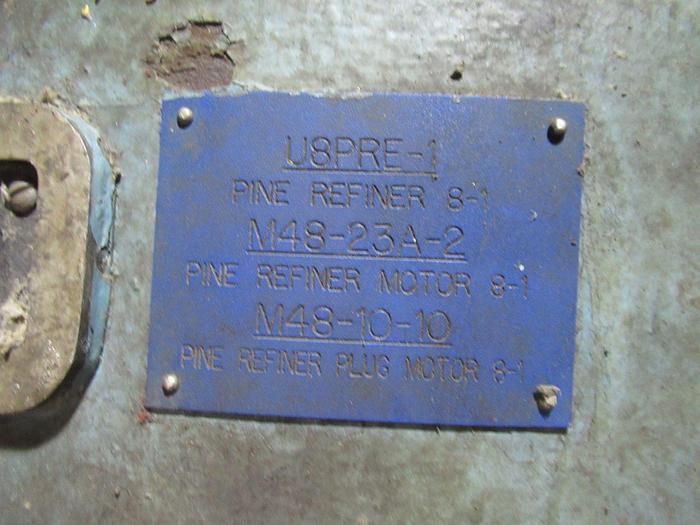 U8PRE-1
PINE REFINER 8-1
M48-23A-2
PINE REFINER MOTOR 8-1
M48-10-10
PINE REFINER PLUG MOTOR 8-1